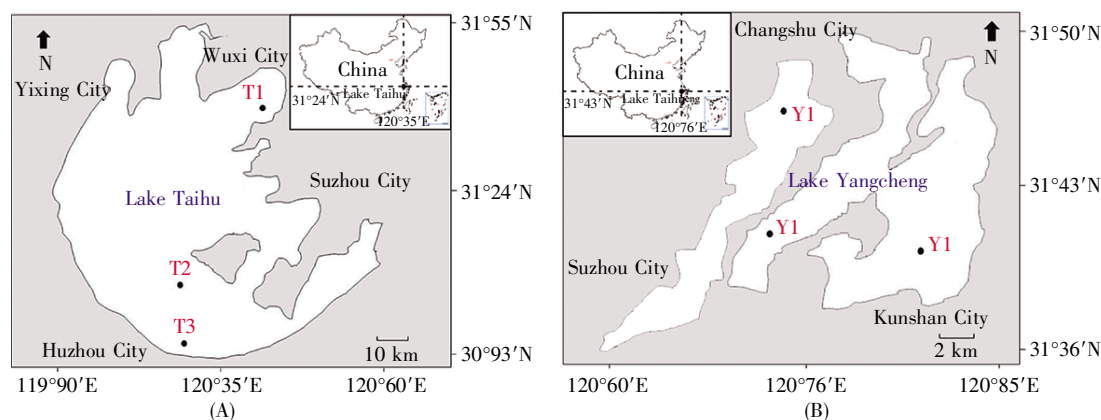 31°55′N
Wuxi City
N
Yixing City
China
31°24′N
Lake Taihu
120°35′E
T1
Suzhou City
Lake Taihu
31°24′N
T2
T3
Huzhou City
10 km
30°93′N
119°90′E
120°35′E
120°60′E
(A)
Changshu City
31°50′N
N
China
31°43′N
Lake Taihu
120°76′E
Y1
Lake Yangcheng
31°43′N
Y1
Y1
Suzhou City
Kunshan City
2 km
31°36′N
120°60′E
120°76′E
120°85′E
(B)